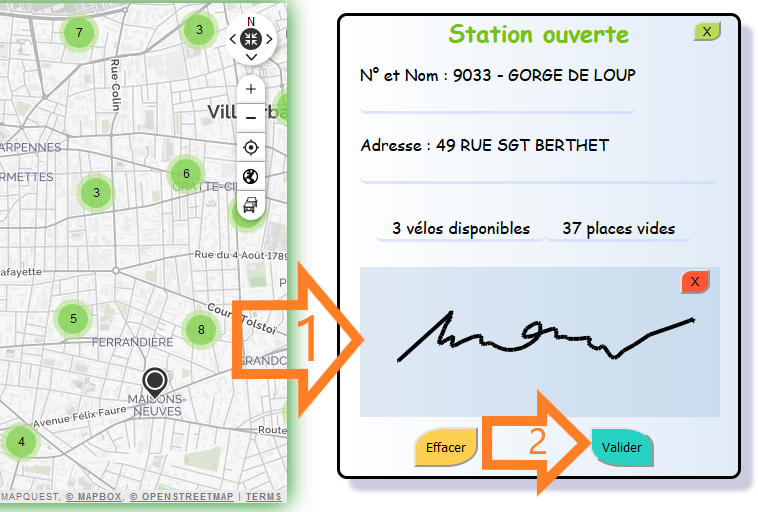 7
3
N
Rue Colin
+
−
ARPENNES
RMETTES
6
GRATTE-CI
3
Rue du 4 Août 1789
afayette
Cours Tolstoï
5
8
FERRANDIÈRE
GRANDC
MAISONS-
NEUVES
Avenue Félix Faure
Route
4
MAPQUEST, © MAPBOX, © OPENSTREETMAP | TERMS
Station ouverte
X
N° et Nom : 9033 - GORGE DE LOUP
Adresse : 49 RUE SGT BERTHET
3 vélos disponibles 37 places vides
X
1
Effacer
2
Valider